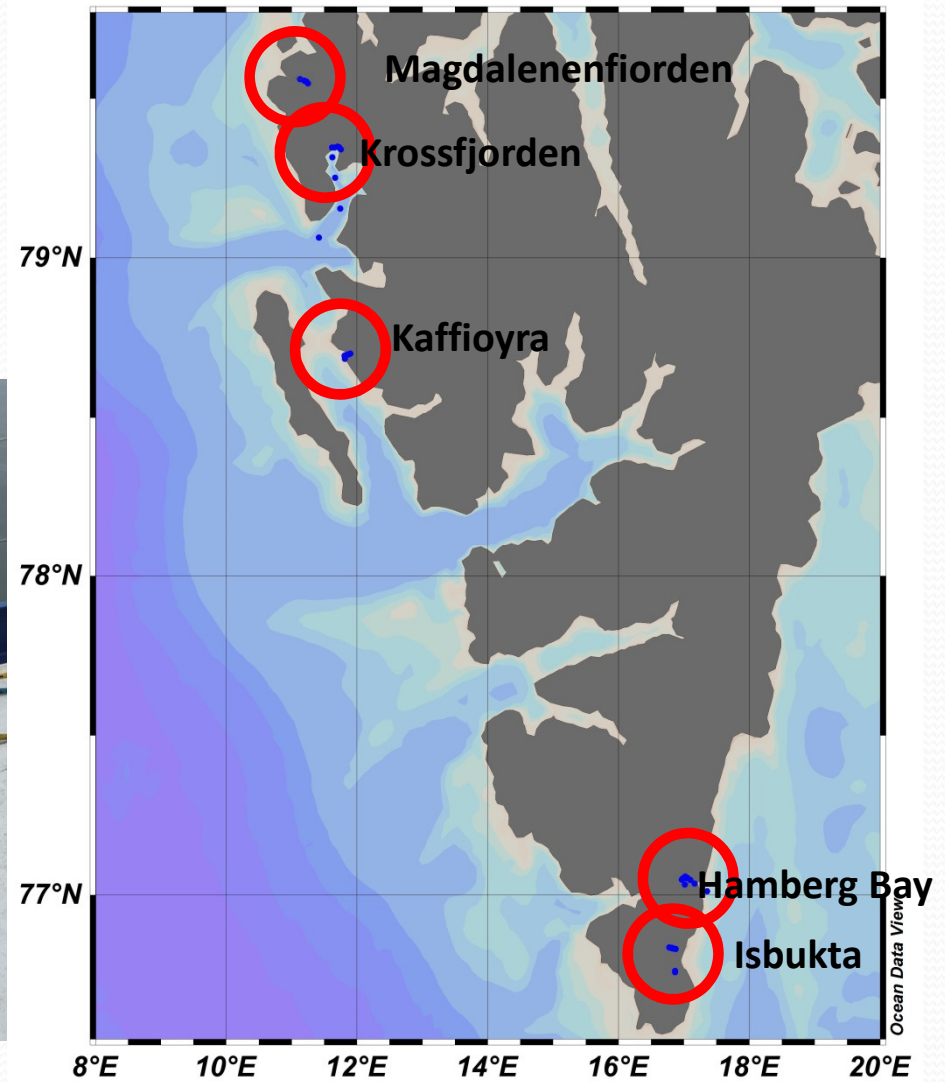 Magdalenenfiorden
Krossfjorden
79°N
Kaffioyra
78°N
77°N
Hamberg Bay
Isbukta
Ocean Data View
8°E 10°E 12°E 14°E 16°E 18°E 20°E